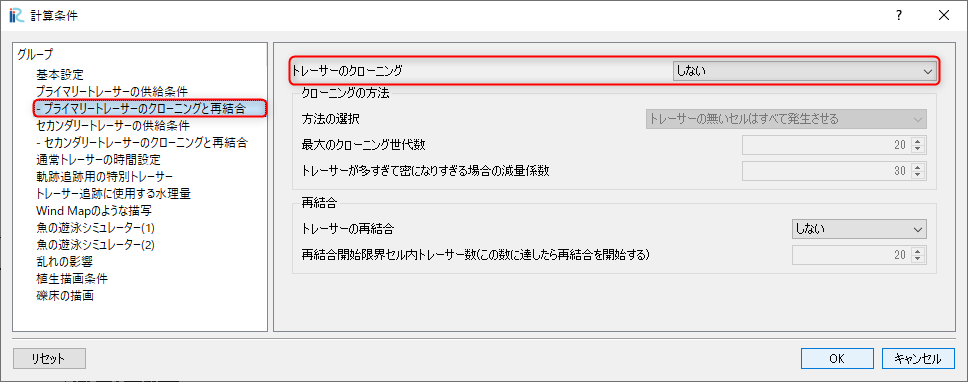 計算条件
グループ
基本設定
プライマリートレーサーの供給条件
- プライマリートレーサーのクローニングと再結合
セカンダリートレーサーの供給条件
- セカンダリートレーサーのクローニングと再結合
通常トレーサーの時間設定
軌跡追跡用の特別トレーサー
トレーサー追跡に使用する水理量
Wind Mapのような描写
魚の遊泳シミュレーター(1)
魚の遊泳シミュレーター(2)
乱れの影響
植生描画条件
礫床の描画
トレーサーのクローニング しない
クローニングの方法
方法の選択 トレーサーの無いセルはすべて発生させる
最大のクローニング世代数 20
トレーサーが多すぎて密になりすぎる場合の減量係数 30
再結合
トレーサーの再結合 しない
再結合開始限界セル内トレーサー数(この数に達したら再結合を開始する) 20
リセット OK キャンセル